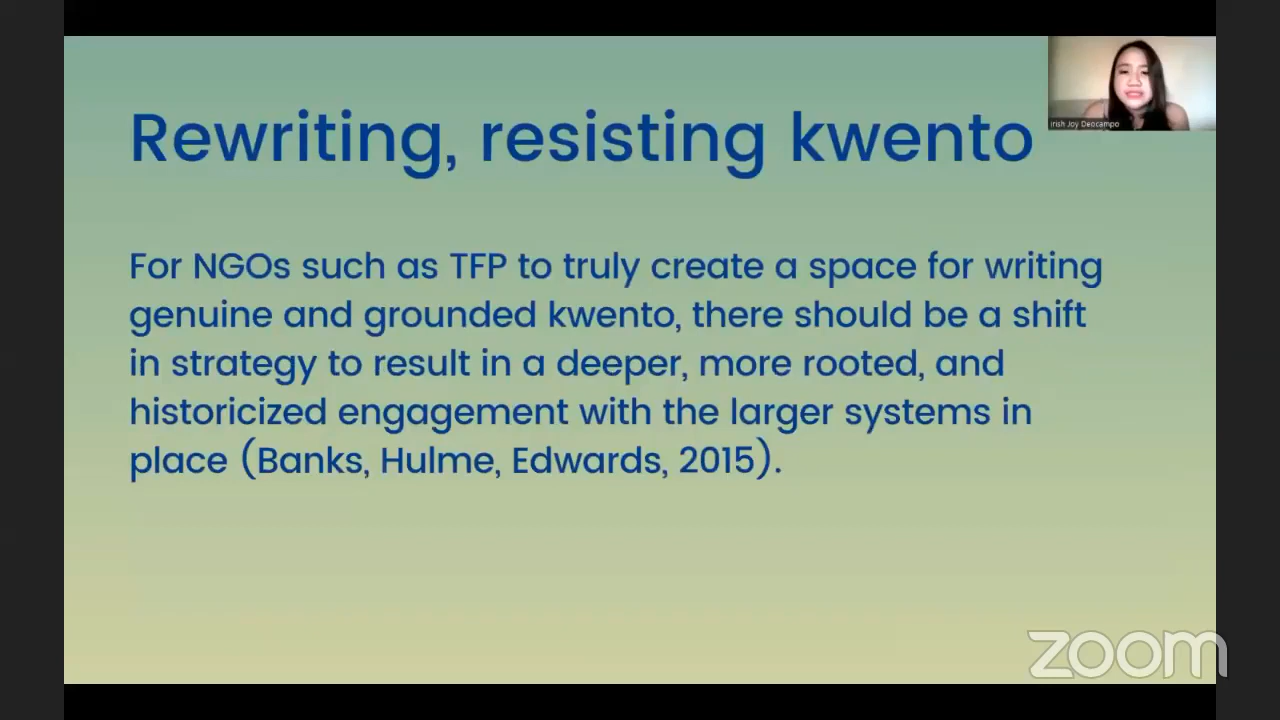 Rewriting, resisting kwento
Irish Joy Deocampo
For NGOs such as TFP to truly create a space for writing
genuine and grounded kwento, there should be a shift
in strategy to result in a deeper, more rooted, and
historicized engagement with the larger systems in
place (Banks, Hulme, Edwards, 2015).
zoom